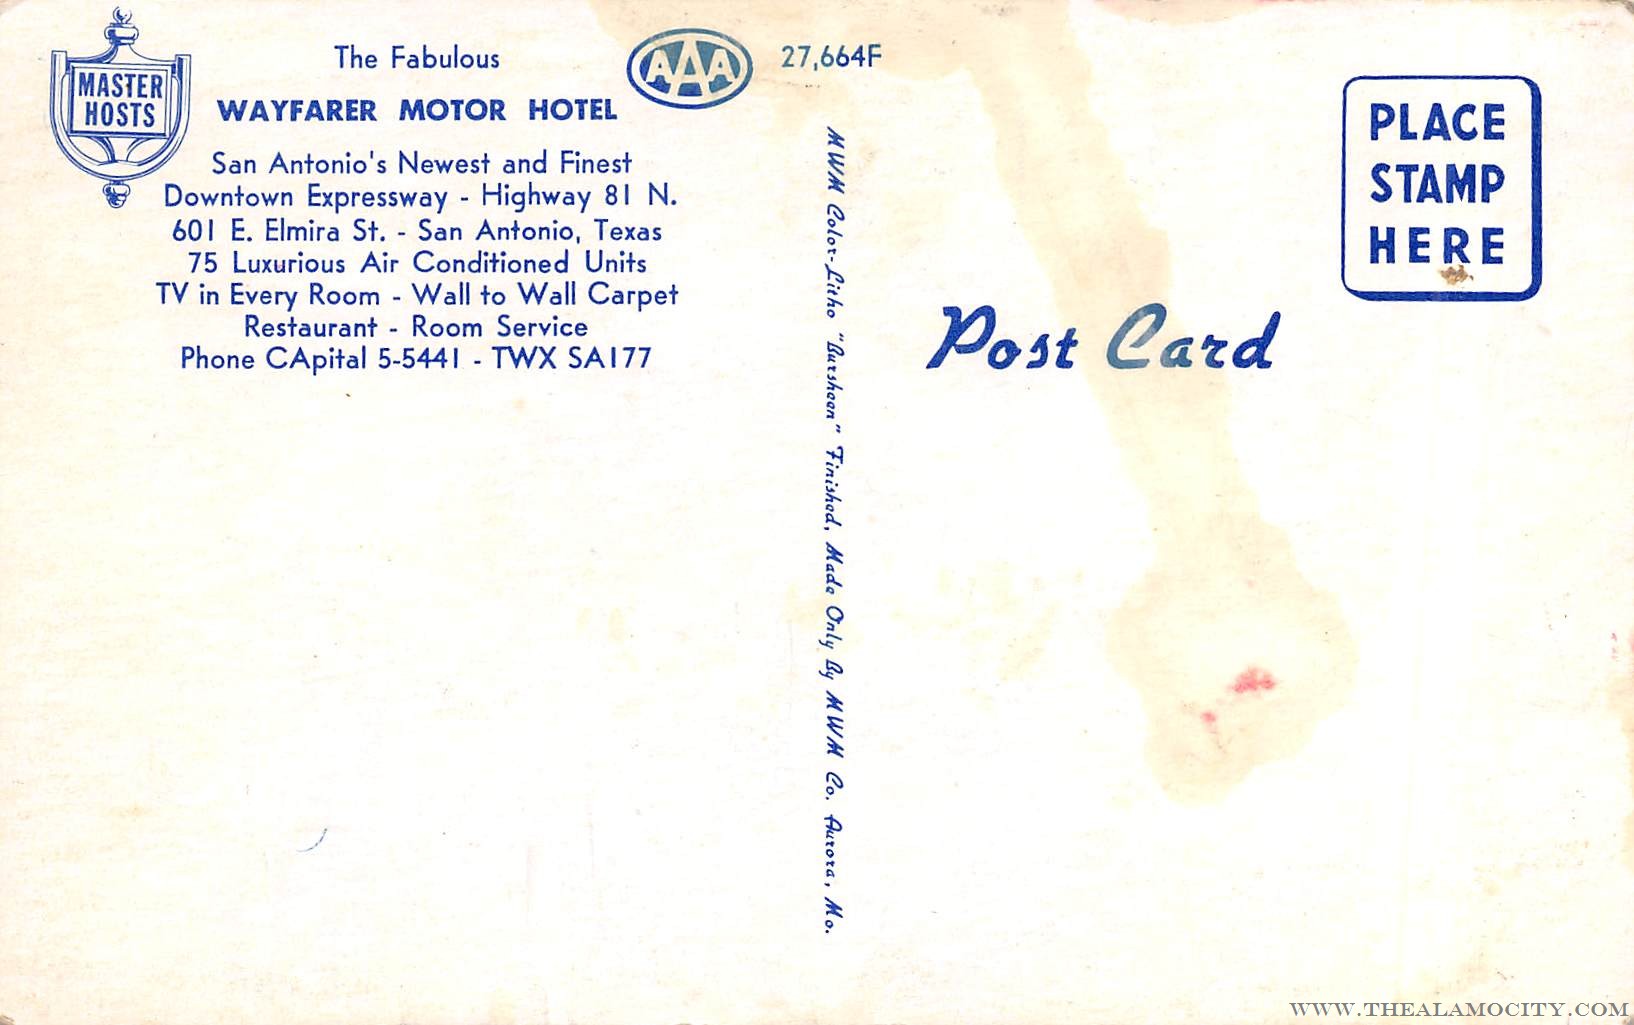 MASTER
HOSTS
The Fabulous
WAYFARER MOTOR HOTEL
San Antonio's Newest and Finest
Downtown Expressway - Highway 81 N.
601 E. Elmira St. - San Antonio, Texas
75 Luxurious Air Conditioned Units
TV in Every Room - Wall to Wall Carpet
Restaurant - Room Service
Phone CApital 5-5441 - TWX SA177
AAA
27,664F
MWM Color-Litho "Bursheen" Finished, Made Only By MWM Co. Aurora, Mo.
PLACE
STAMP
HERE
Post Card
WWW.THEALAMOCITY.COM